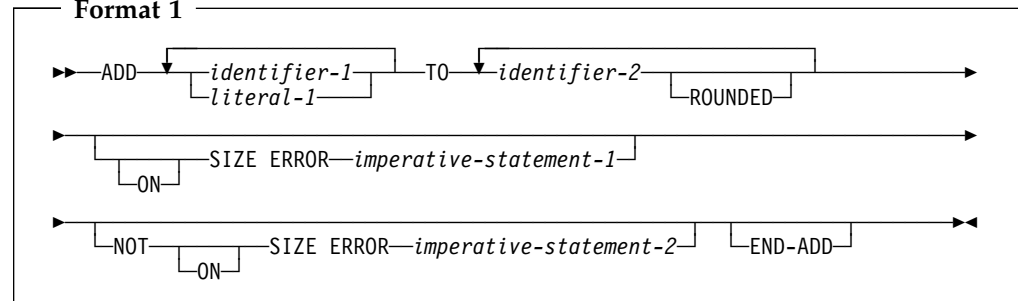 Format 1
ADD identifier-1 TO identifier-2
literal-1 ROUNDED
SIZE ERROR imperative-statement-1
ON
NOT SIZE ERROR imperative-statement-2 END-ADD
ON